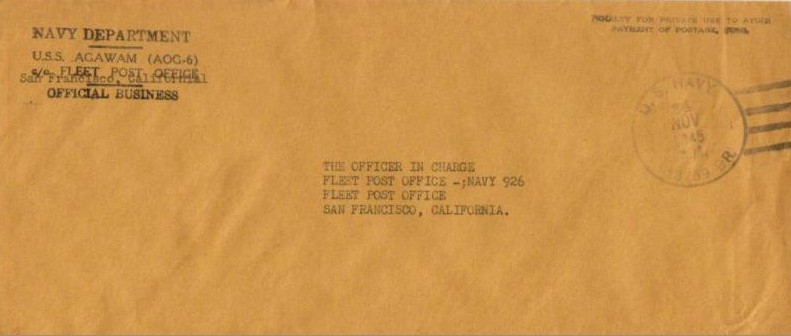 NAVY DEPARTMENT
U.S.S. AGAWAM (AOG-6)
c/o FLEET POST OFFICE
San Francisco, California
OFFICIAL BUSINESS
PENALTY FOR PRIVATE USE TO AVOID
PAYMENT OF POSTAGE,
U.S. NAVY
NOV
1945
BR.
THE OFFICER IN CHARGE
FLEET POST OFFICE -;NAVY 926
FLEET POST OFFICE
SAN FRANCISCO, CALIFORNIA.